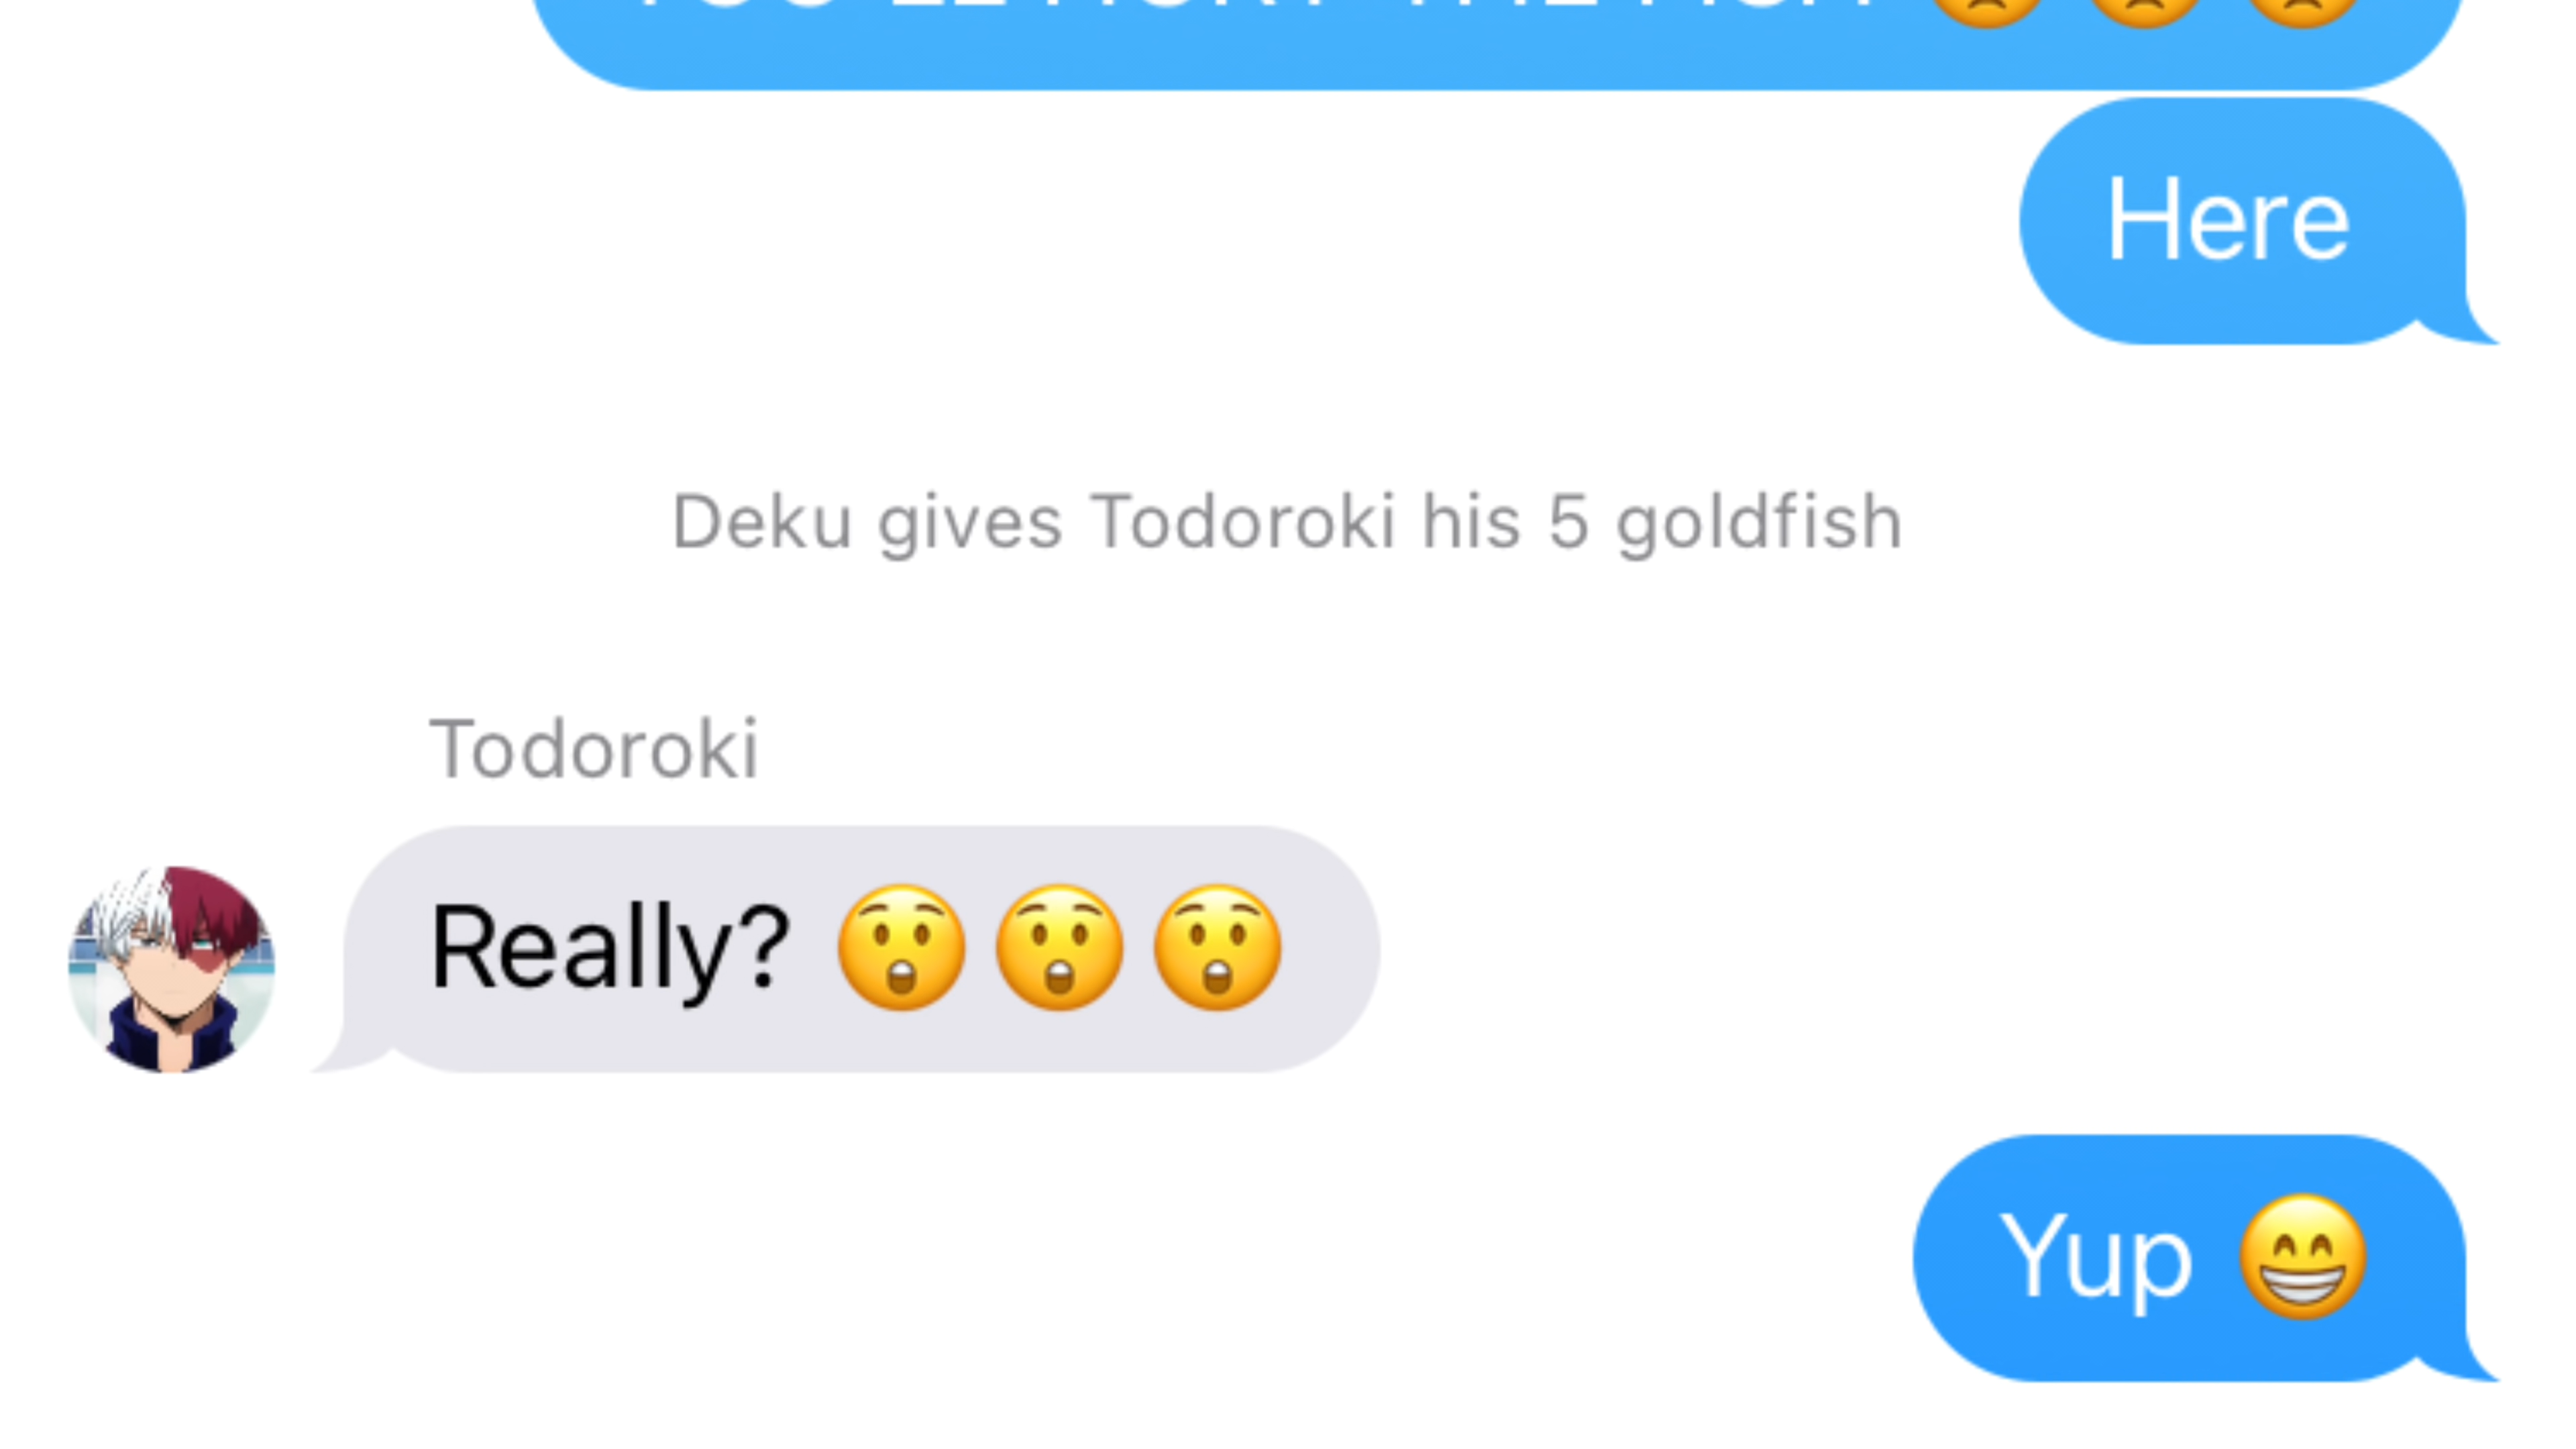 Here
Deku gives Todoroki his 5 goldfish
Todoroki
Really? 😲😲😲
Yup 😁